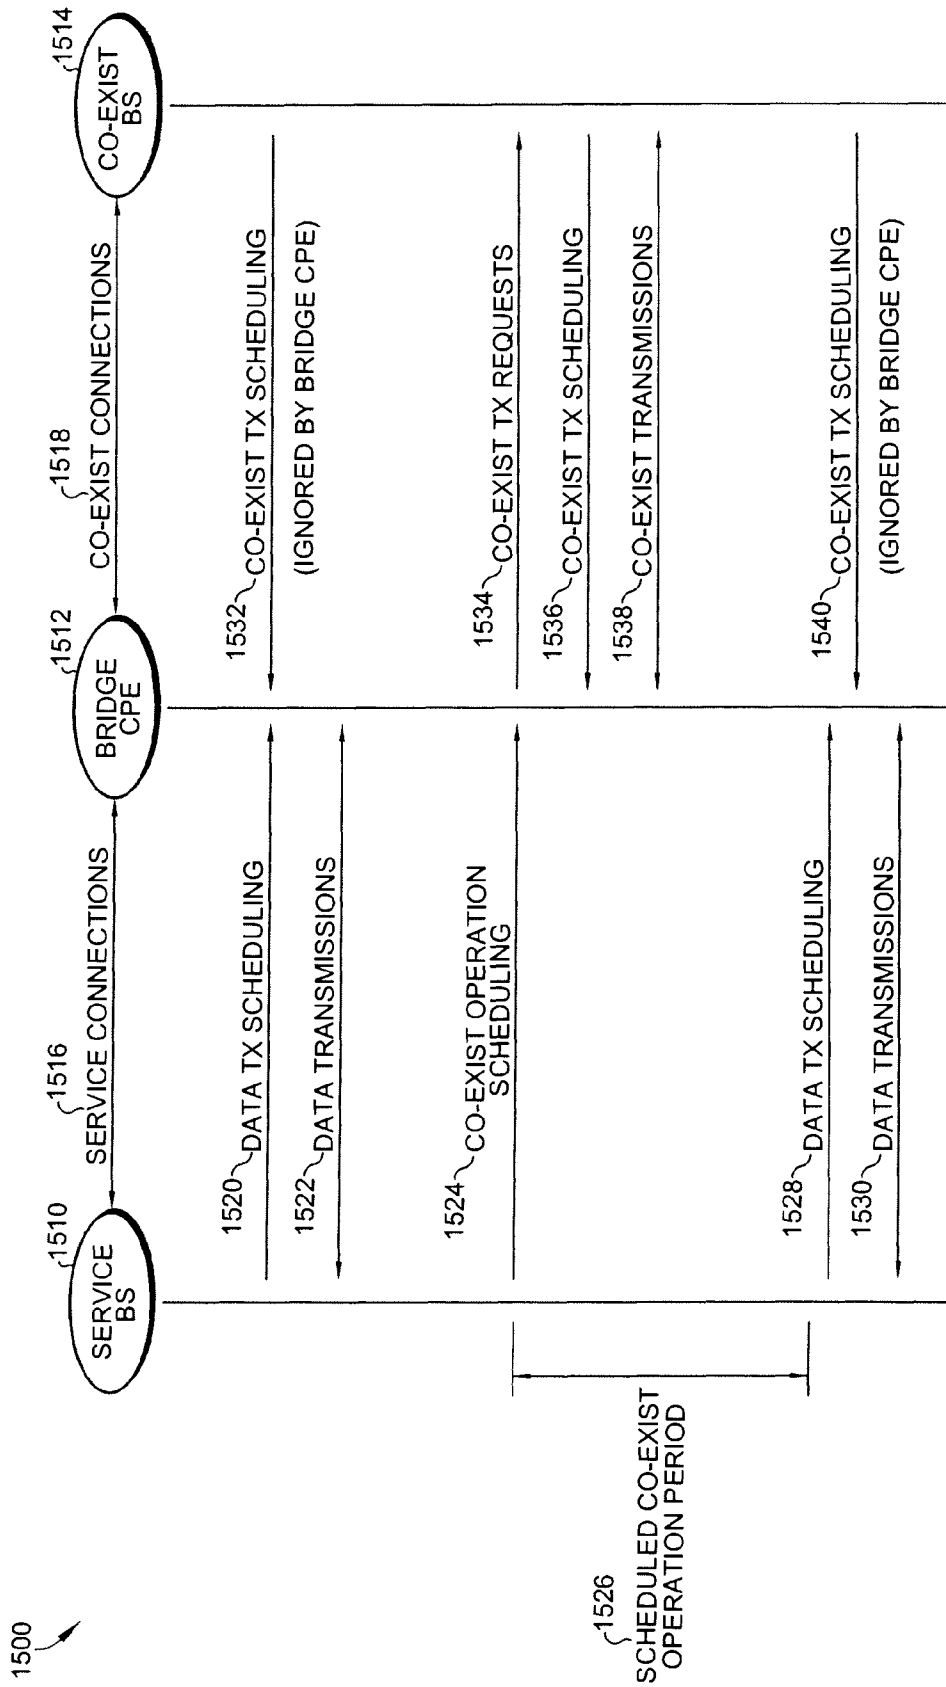 1500
1510
SERVICE
BS
1516
SERVICE CONNECTIONS
1512
BRIDGE
CPE
1518
CO-EXIST CONNECTIONS
1514
CO-EXIST
BS
1520
DATA TX SCHEDULING
1532
CO-EXIST TX SCHEDULING
(IGNORED BY BRIDGE CPE)
1522
DATA TRANSMISSIONS
1524
CO-EXIST OPERATION
SCHEDULING
1534
CO-EXIST TX REQUESTS
1536
CO-EXIST TX SCHEDULING
1538
CO-EXIST TRANSMISSIONS
1526
SCHEDULED CO-EXIST
OPERATION PERIOD
1528
DATA TX SCHEDULING
1540
CO-EXIST TX SCHEDULING
(IGNORED BY BRIDGE CPE)
1530
DATA TRANSMISSIONS